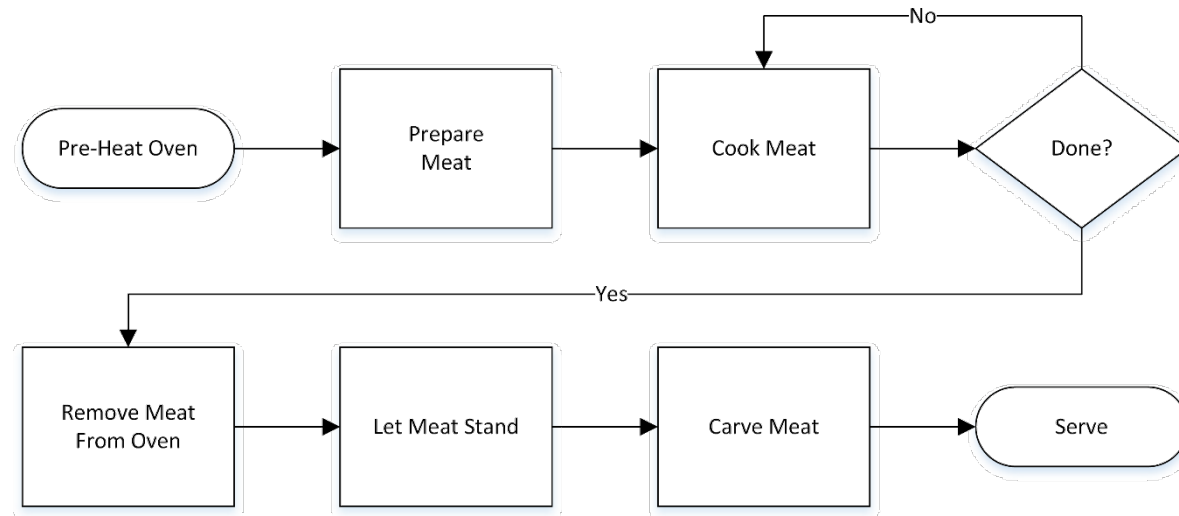 No
Pre-Heat Oven
Prepare
Meat
Cook Meat
Done?
Yes
Remove Meat
From Oven
Let Meat Stand
Carve Meat
Serve